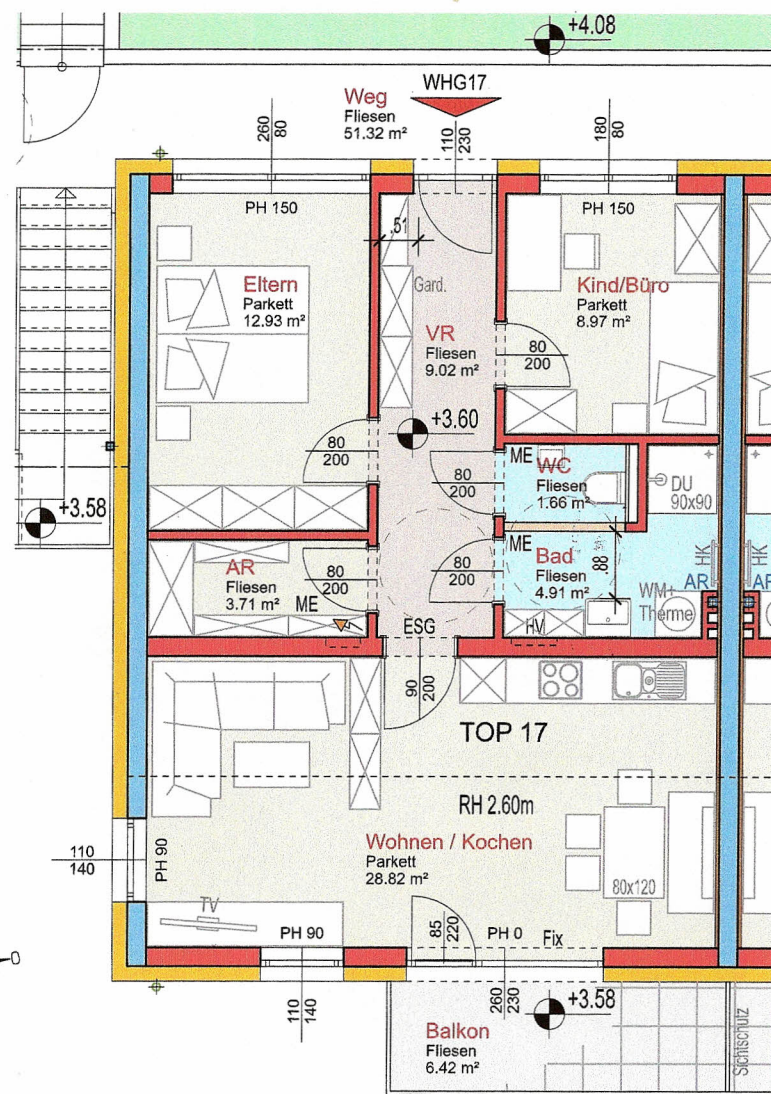 +4.08
WHG17
Weg
Fliesen
51.32 m²
260
80
110
230
180
80
PH 150
.51
PH 150
Eltern
Parkett
12.93 m²
Gard.
VR
Fliesen
9.02 m²
Kind/Büro
Parkett
8.97 m²
80
200
+3.60
80
200
ME
80
200
WC
Fliesen
1.66 m²
DU
90x90
+3.58
AR
Fliesen
3.71 m²
ME
80
200
80
200
ME
Bad
Fliesen
4.91 m²
.88
HK
HK
AR
AR
WM+
Therme
ESG
HV
90
200
TOP 17
RH 2.60m
Wohnen / Kochen
Parkett
28.82 m²
110
140
PH 90
80x120
TV
PH 90
85
220
PH 0
Fix
110
140
260
230
+3.58
Balkon
Fliesen
6.42 m²
Sichtschutz
0